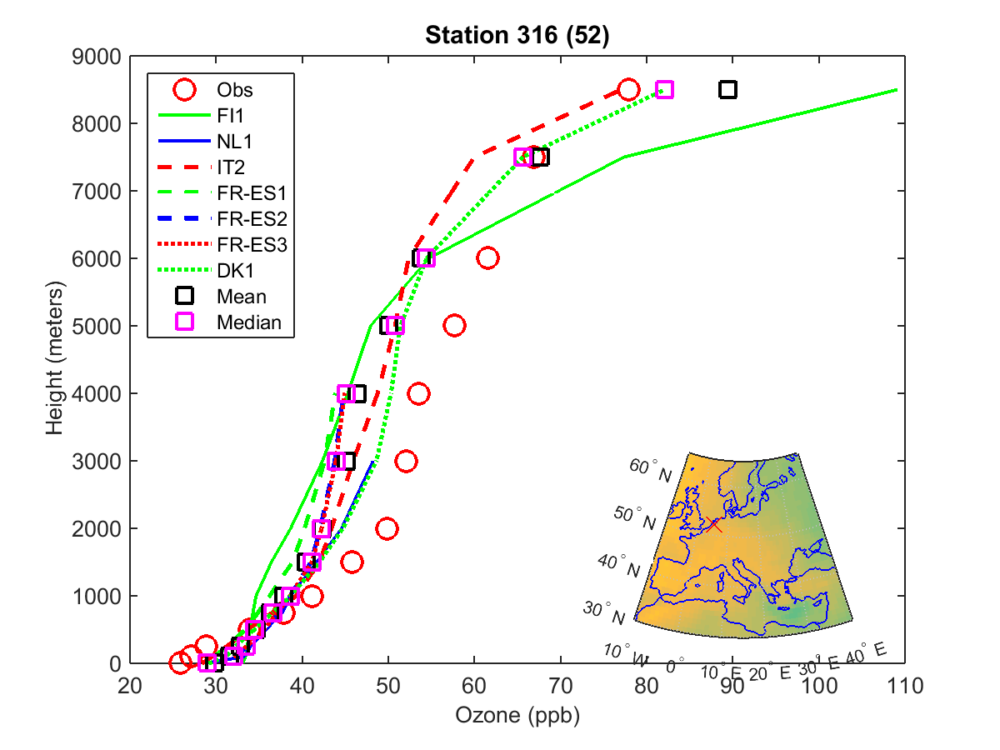 Station 316 (52)
9000
8000
7000
6000
5000
4000
3000
2000
1000
0
Height (meters)
Obs
FI1
NL1
IT2
FR-ES1
FR-ES2
FR-ES3
DK1
Mean
Median
60° N
50° N
40° N
30° N
10° W
0°
10° E
20° E
30° E
40° E
20
30
40
50
60
70
80
90
100
110
Ozone (ppb)